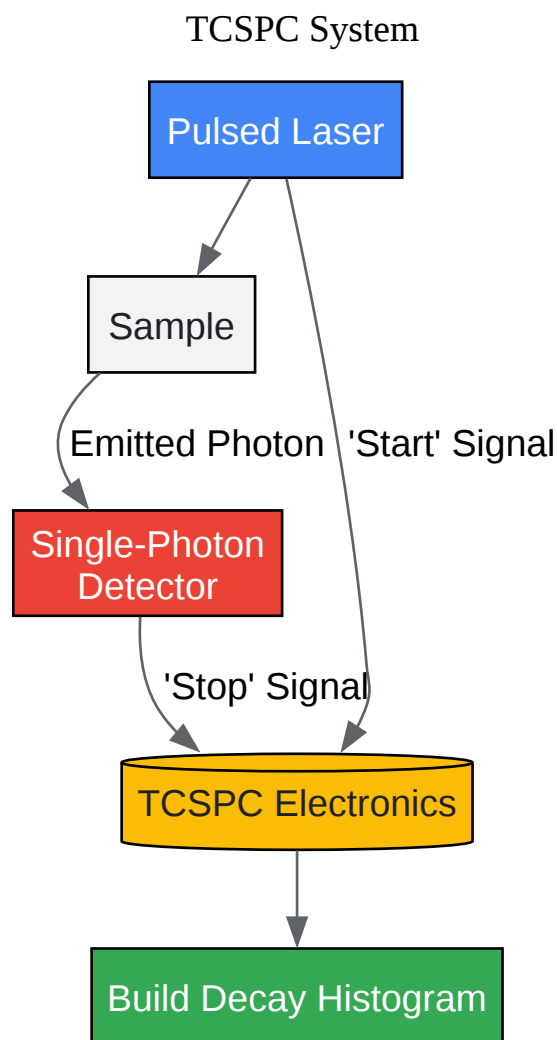 TCSPC System
Pulsed Laser
Sample
Emitted Photon
'Start' Signal
Single-Photon
Detector
'Stop' Signal
TCSPC Electronics
Build Decay Histogram